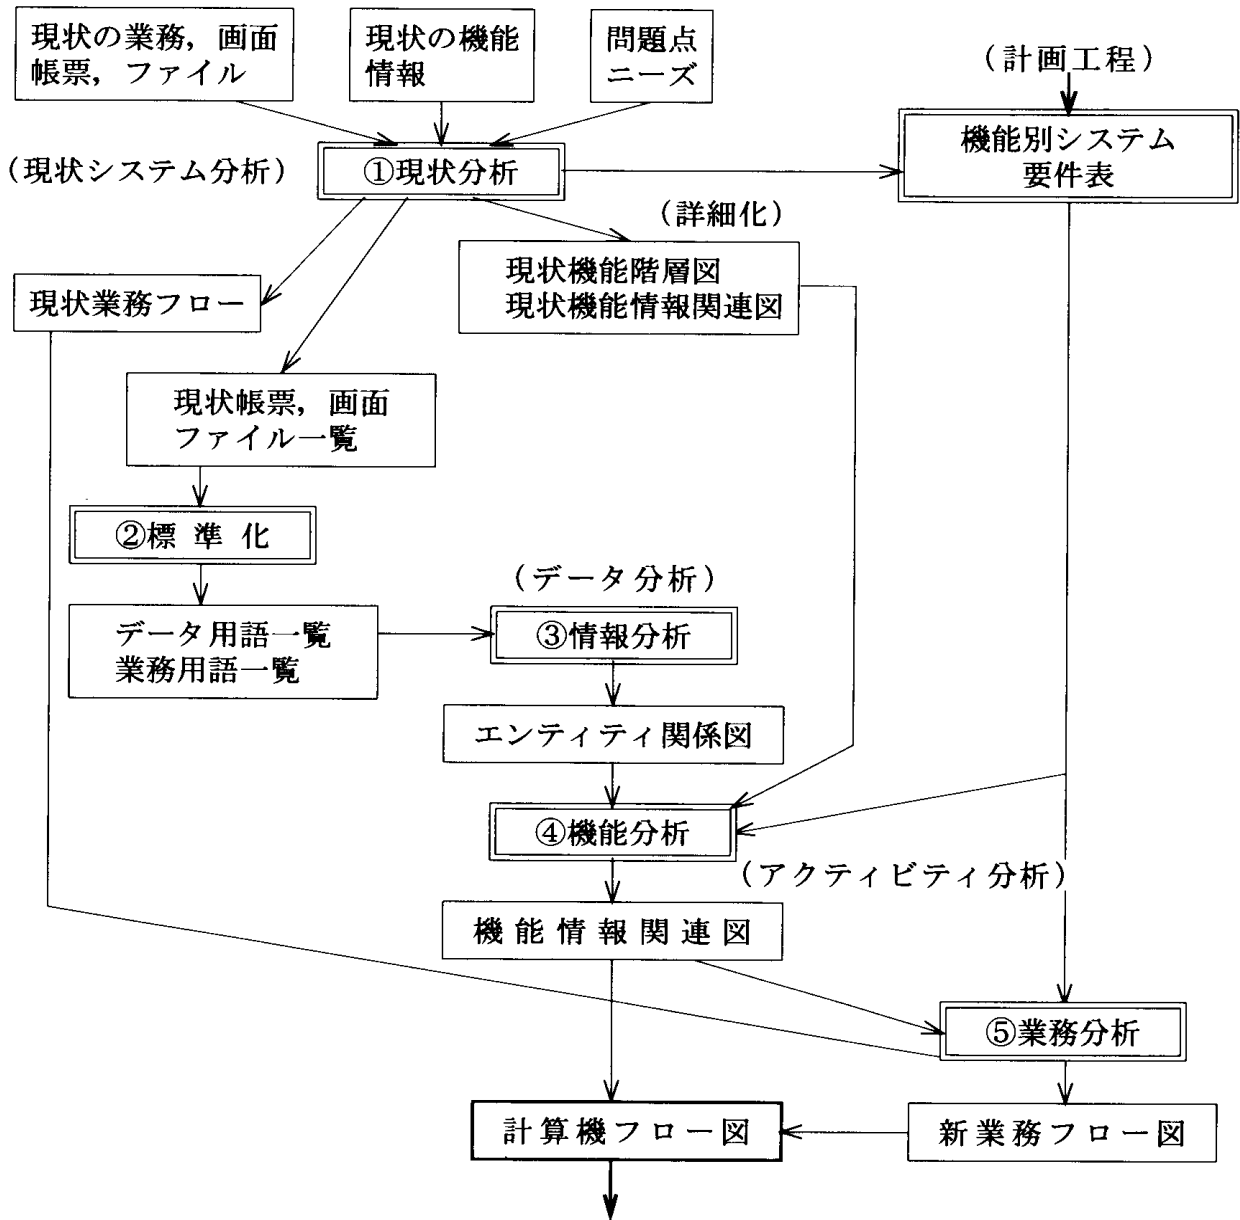 現状の業務，画面
帳票，ファイル
現状の機能
情報
問題点
ニーズ
（計画工程）
機能別システム
要件表
（現状システム分析）
①現状分析
（詳細化）
現状機能階層図
現状機能情報関連図
現状業務フロー
現状帳票，画面
ファイル一覧
②標準化
データ用語一覧
業務用語一覧
（データ分析）
③情報分析
エンティティ関係図
④機能分析
（アクティビティ分析）
機能情報関連図
⑤業務分析
計算機フロー図
新業務フロー図